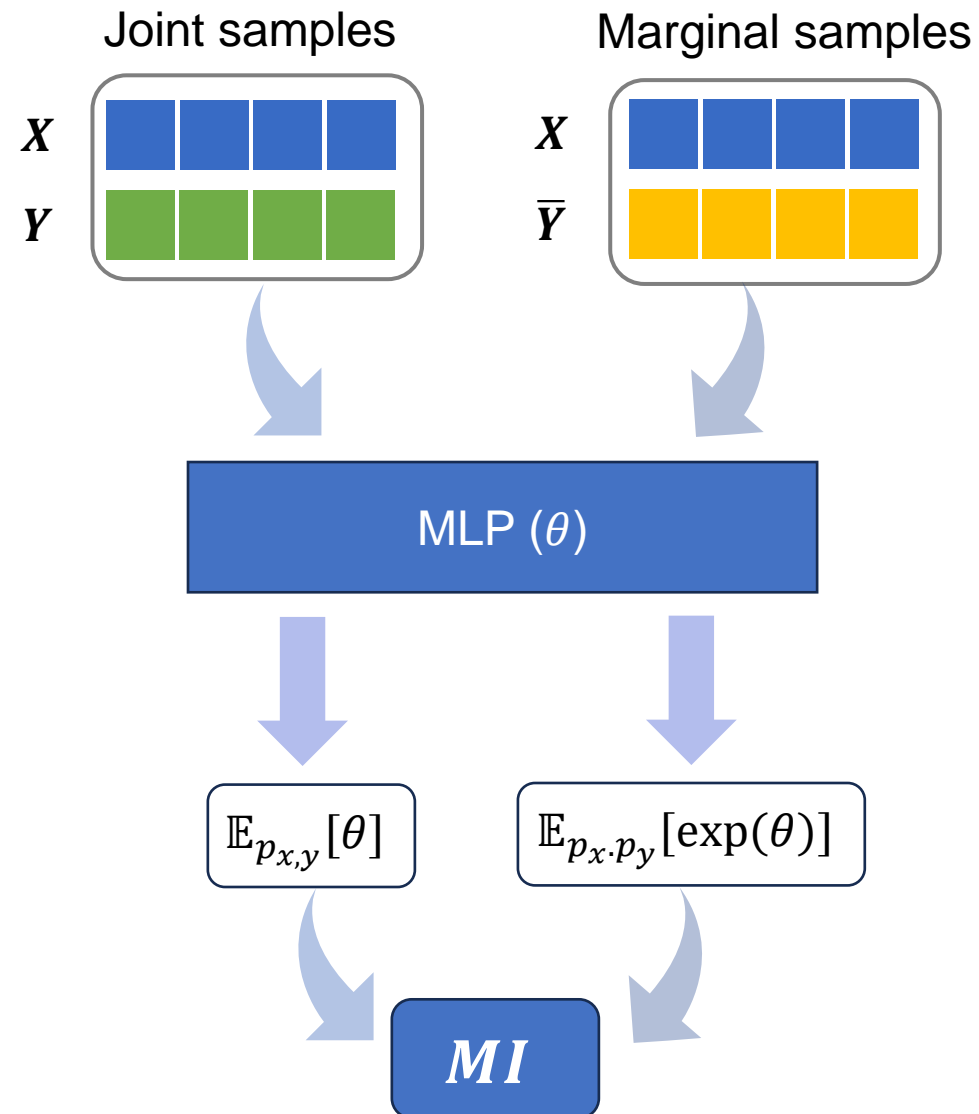 Joint samples
Marginal samples
X
X
Y
Y̅
MLP (θ)
𝔼_{p_{x,y}}[θ]
𝔼_{p_x.p_y}[exp(θ)]
MI